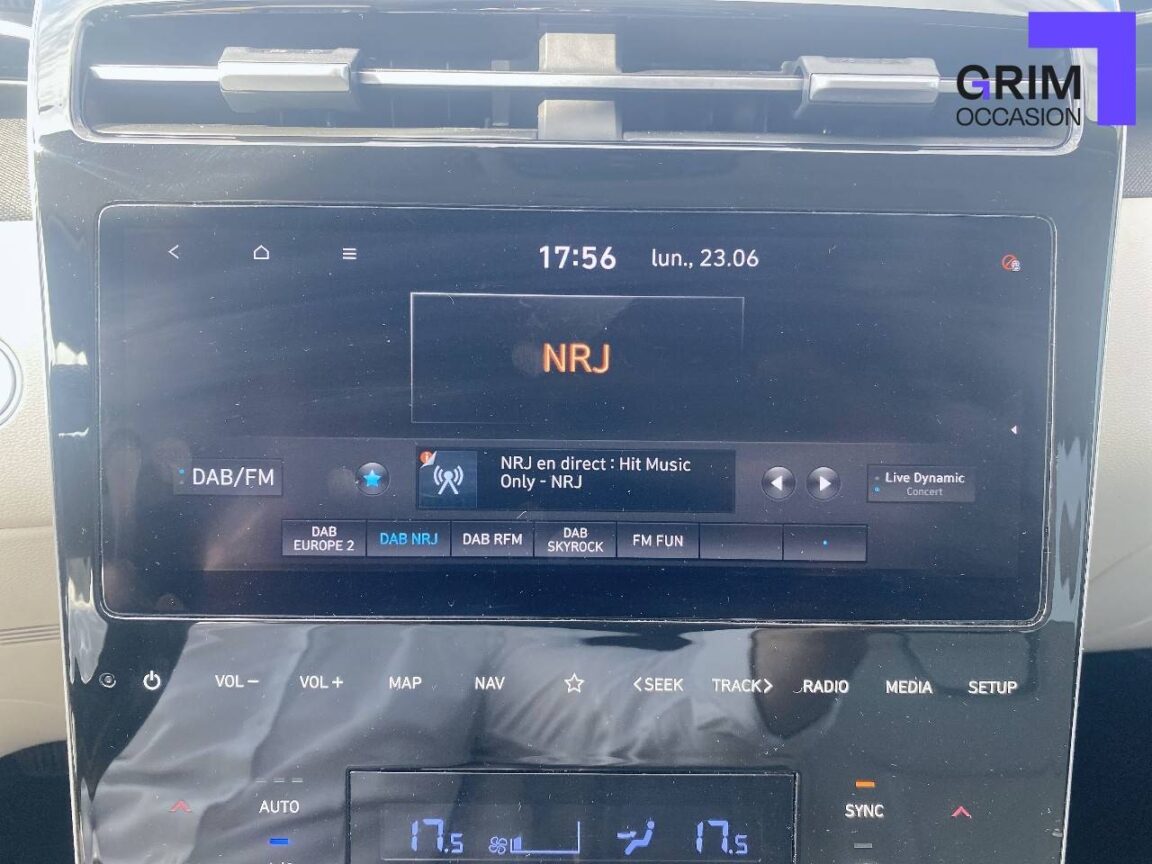 GRIM
OCCASION
17:56 lun., 23.06
NRJ
DAB/FM
NRJ en direct : Hit Music
Only - NRJ
Live Dynamic
Concert
DAB
EUROPE 2
DAB NRJ
DAB RFM
DAB
SKYROCK
FM FUN
VOL− VOL+ MAP NAV <SEEK TRACK> RADIO MEDIA SETUP
AUTO
SYNC
17.5
17.5